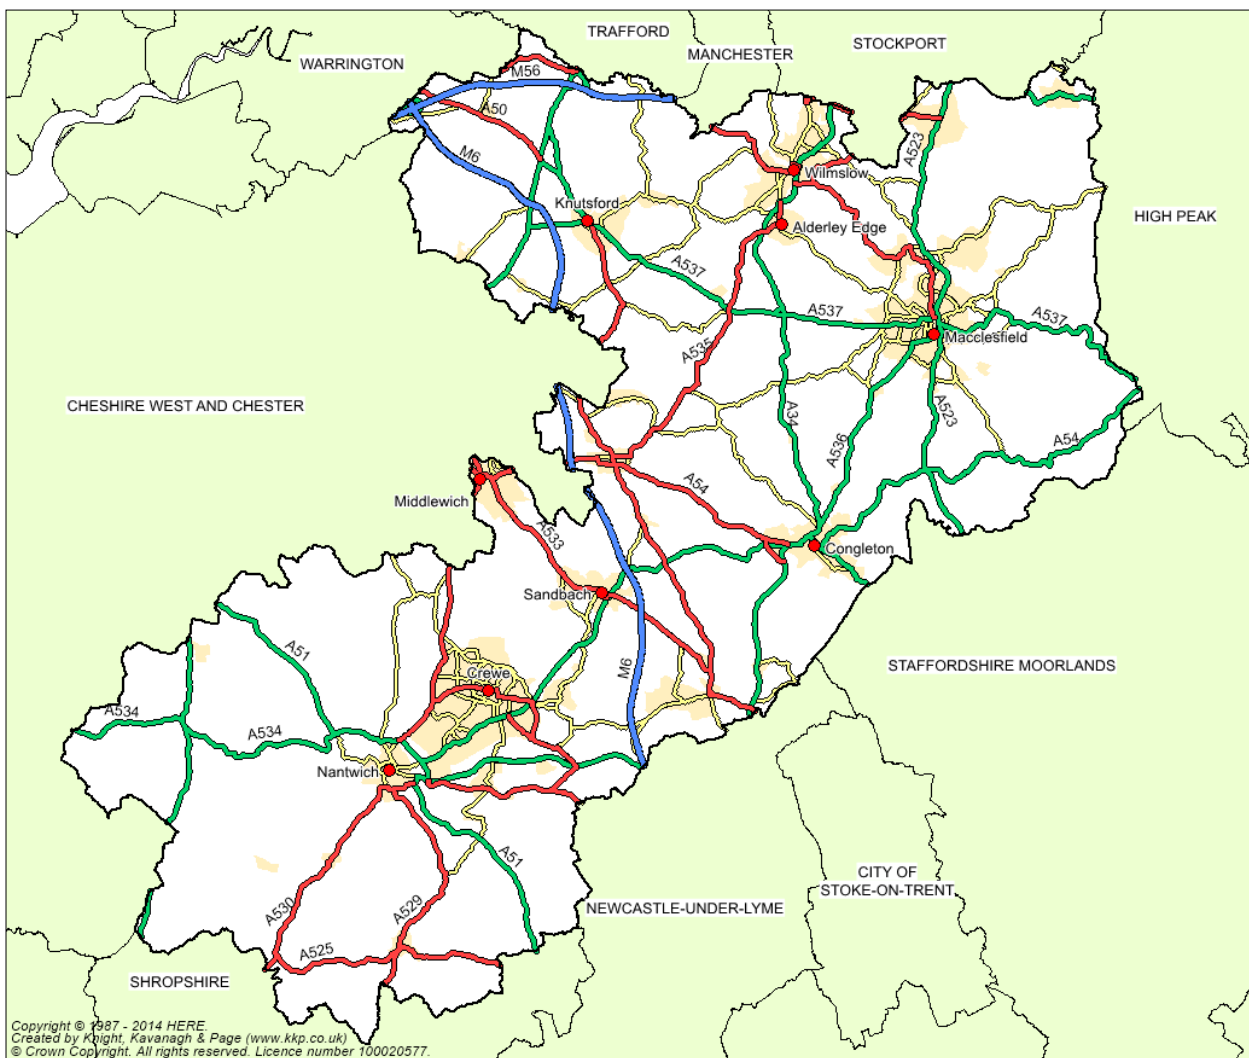 TRAFFORD
STOCKPORT
MANCHESTER
WARRINGTON
M56
A50
M6
A523
Wilmslow
Knutsford
HIGH PEAK
Alderley Edge
A537
A537
A537
Macclesfield
A535
CHESHIRE WEST AND CHESTER
A34
A536
A523
A54
A54
Middlewich
A533
Congleton
Sandbach
A51
M6
STAFFORDSHIRE MOORLANDS
Crewe
A534
A534
Nantwich
A51
CITY OF
STOKE-ON-TRENT
A530
A529
NEWCASTLE-UNDER-LYME
A525
SHROPSHIRE
Copyright © 1987 - 2014 HERE.
Created by Knight, Kavanagh & Page (www.kkp.co.uk)
© Crown Copyright. All rights reserved. Licence number 100020577.